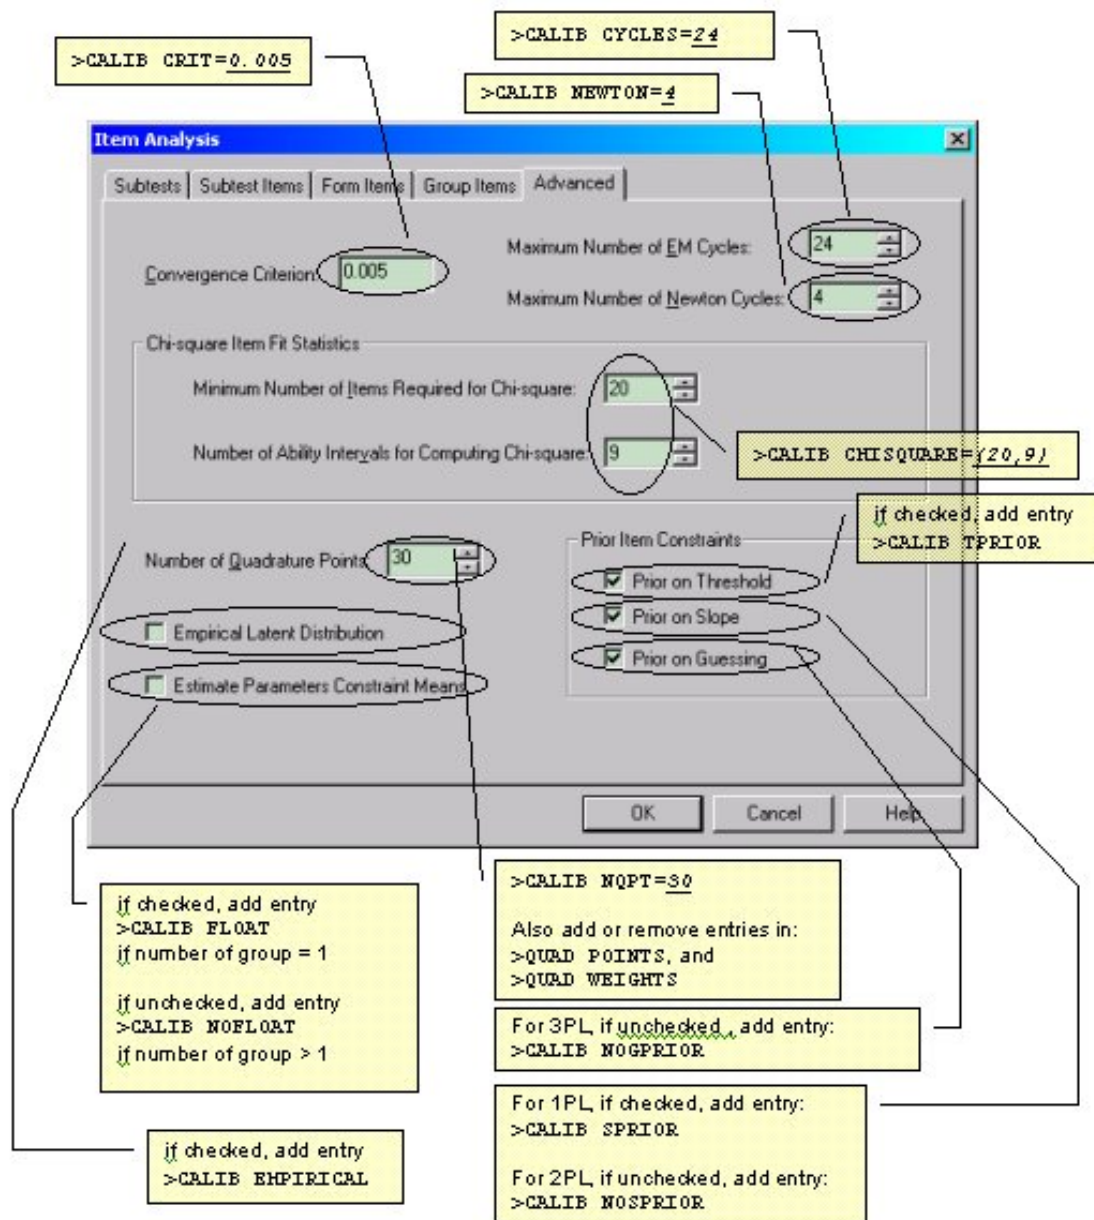 >CALIB CYCLES=24
>CALIB CRIT=0.005
>CALIB NEWTON=4
Item Analysis
Subtests
Subtest Items
Form Items
Group Items
Advanced
Maximum Number of EM Cycles:
24
Convergence Criterion:
0.005
Maximum Number of Newton Cycles:
4
Chi-square Item Fit Statistics
Minimum Number of Items Required for Chi-square:
20
Number of Ability Intervals for Computing Chi-square:
9
>CALIB CHISQUARE=(20,9)
if checked, add entry
>CALIB TPRIOR
Number of Quadrature Points:
30
Prior Item Constraints
Prior on Threshold
Prior on Slope
Prior on Guessing
Empirical Latent Distribution
Estimate Parameters Constraint Means
OK
Cancel
Help
if checked, add entry
>CALIB FLOAT
if number of group = 1
if unchecked, add entry
>CALIB NOFLOAT
if number of group > 1
>CALIB NQPT=30
Also add or remove entries in:
>QUAD POINTS, and
>QUAD WEIGHTS
For 3PL, if unchecked , add entry:
>CALIB NOGPRIOR
For 1PL, if checked, add entry:
>CALIB SPRIOR
For 2PL, if unchecked, add entry:
>CALIB NOSPRIOR
if checked, add entry
>CALIB EMPIRICAL